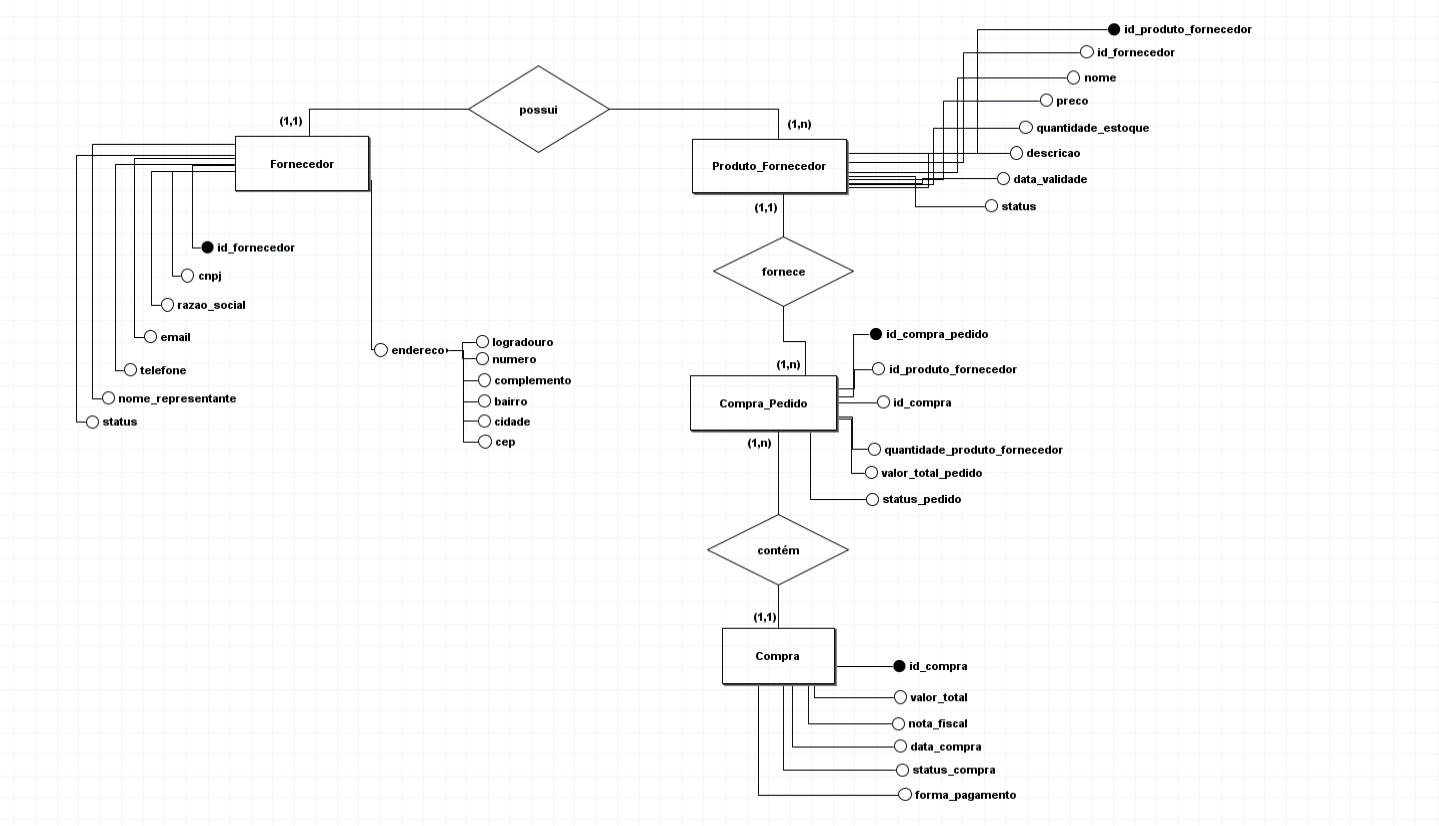 possui
(1,1)
(1,n)
Fornecedor
id_fornecedor
cnpj
razao_social
email
telefone
nome_representante
status
endereco
logradouro
numero
complemento
bairro
cidade
cep
Produto_Fornecedor
id_produto_fornecedor
id_fornecedor
nome
preco
quantidade_estoque
descricao
data_validade
status
(1,1)
fornece
(1,n)
Compra_Pedido
id_compra_pedido
id_produto_fornecedor
id_compra
quantidade_produto_fornecedor
valor_total_pedido
status_pedido
(1,n)
contém
(1,1)
Compra
id_compra
valor_total
nota_fiscal
data_compra
status_compra
forma_pagamento